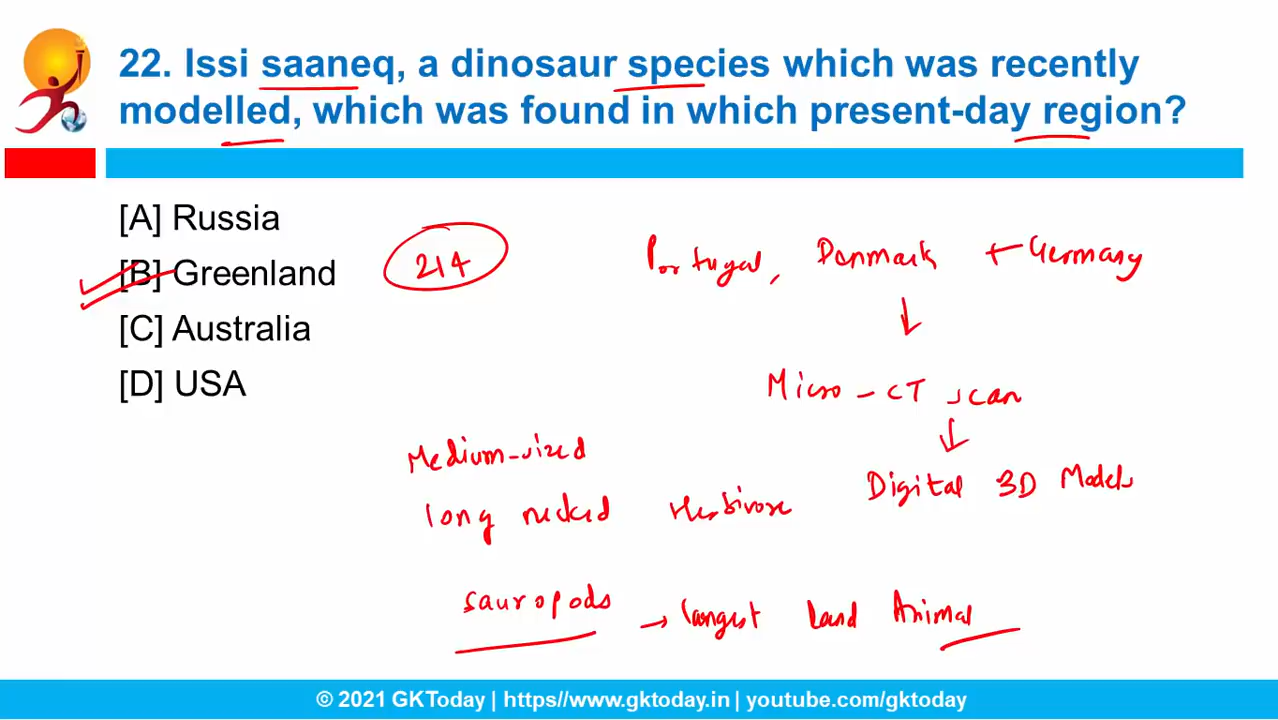 22. Issi saaneq, a dinosaur species which was recently
modelled, which was found in which present-day region?
[A] Russia
[B] Greenland
[C] Australia
[D] USA
214
Portugal, Denmark + Germany
Micro - CT scan
Digital 3D Models
Medium-sized
long necked Herbivore
Sauropods → largest land Animal
© 2021 GKToday | https//www.gktoday.in | youtube.com/gktoday